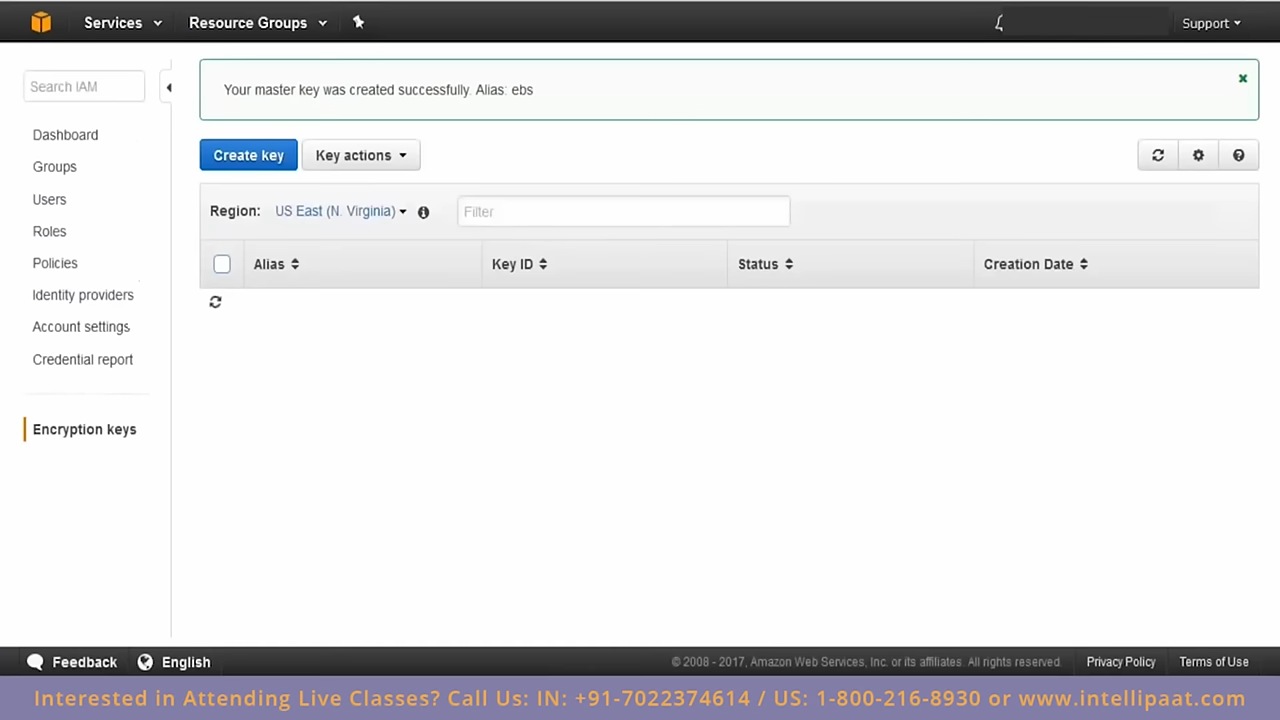 Services Resource Groups Support
Search IAM
Your master key was created successfully. Alias: ebs
Dashboard
Groups
Users
Roles
Policies
Identity providers
Account settings
Credential report
Encryption keys
Create key Key actions
Region: US East (N. Virginia) Filter
Alias Key ID Status Creation Date
Feedback English © 2008 - 2017, Amazon Web Services, Inc. or its affiliates. All rights reserved. Privacy Policy Terms of Use
Interested in Attending Live Classes? Call Us: IN: +91-7022374614 / US: 1-800-216-8930 or www.intellipaat.com